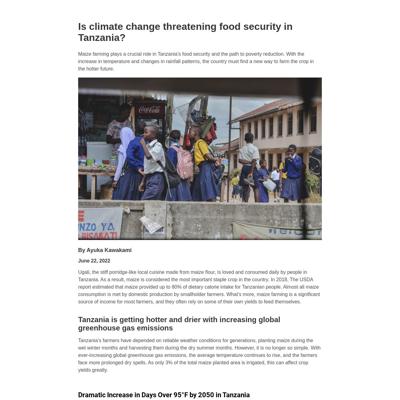 Is climate change threatening food security in
Tanzania?
Maize farming plays a crucial role in Tanzania's food security and the path to poverty reduction. With the
increase in temperature and changes in rainfall patterns, the country must find a new way to farm the crop in
the hotter future.
Coca-Cola
NZO YA
By Ayuka Kawakami
June 22, 2022
Ugali, the stiff porridge-like local cuisine made from maize flour, is loved and consumed daily by people in
Tanzania. As a result, maize is considered the most important staple crop in the country. In 2018, The USDA
report estimated that maize provided up to 60% of dietary calorie intake for Tanzanian people. Almost all maize
consumption is met by domestic production by smallholder farmers. What's more, maize farming is a significant
source of income for most farmers, and they often rely on some of their own yields to feed themselves.
Tanzania is getting hotter and drier with increasing global
greenhouse gas emissions
Tanzania's farmers have depended on reliable weather conditions for generations, planting maize during the
wet winter months and harvesting them during the dry summer months. However, it is no longer so simple. With
ever-increasing global greenhouse gas emissions, the average temperature continues to rise, and the farmers
face more prolonged dry spells. As only 3% of the total maize planted area is irrigated, this can affect crop
yields greatly.
Dramatic Increase in Days Over 95°F by 2050 in Tanzania